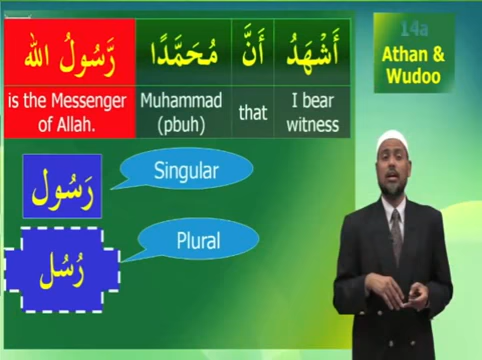 14a
Athan &
Wudoo
أَشْهَدُ أَنَّ مُحَمَّدًا رَّسُولُ الله
I bear witness
that
Muhammad (pbuh)
is the Messenger of Allah.
رَسُول
Singular
رُسُل
Plural